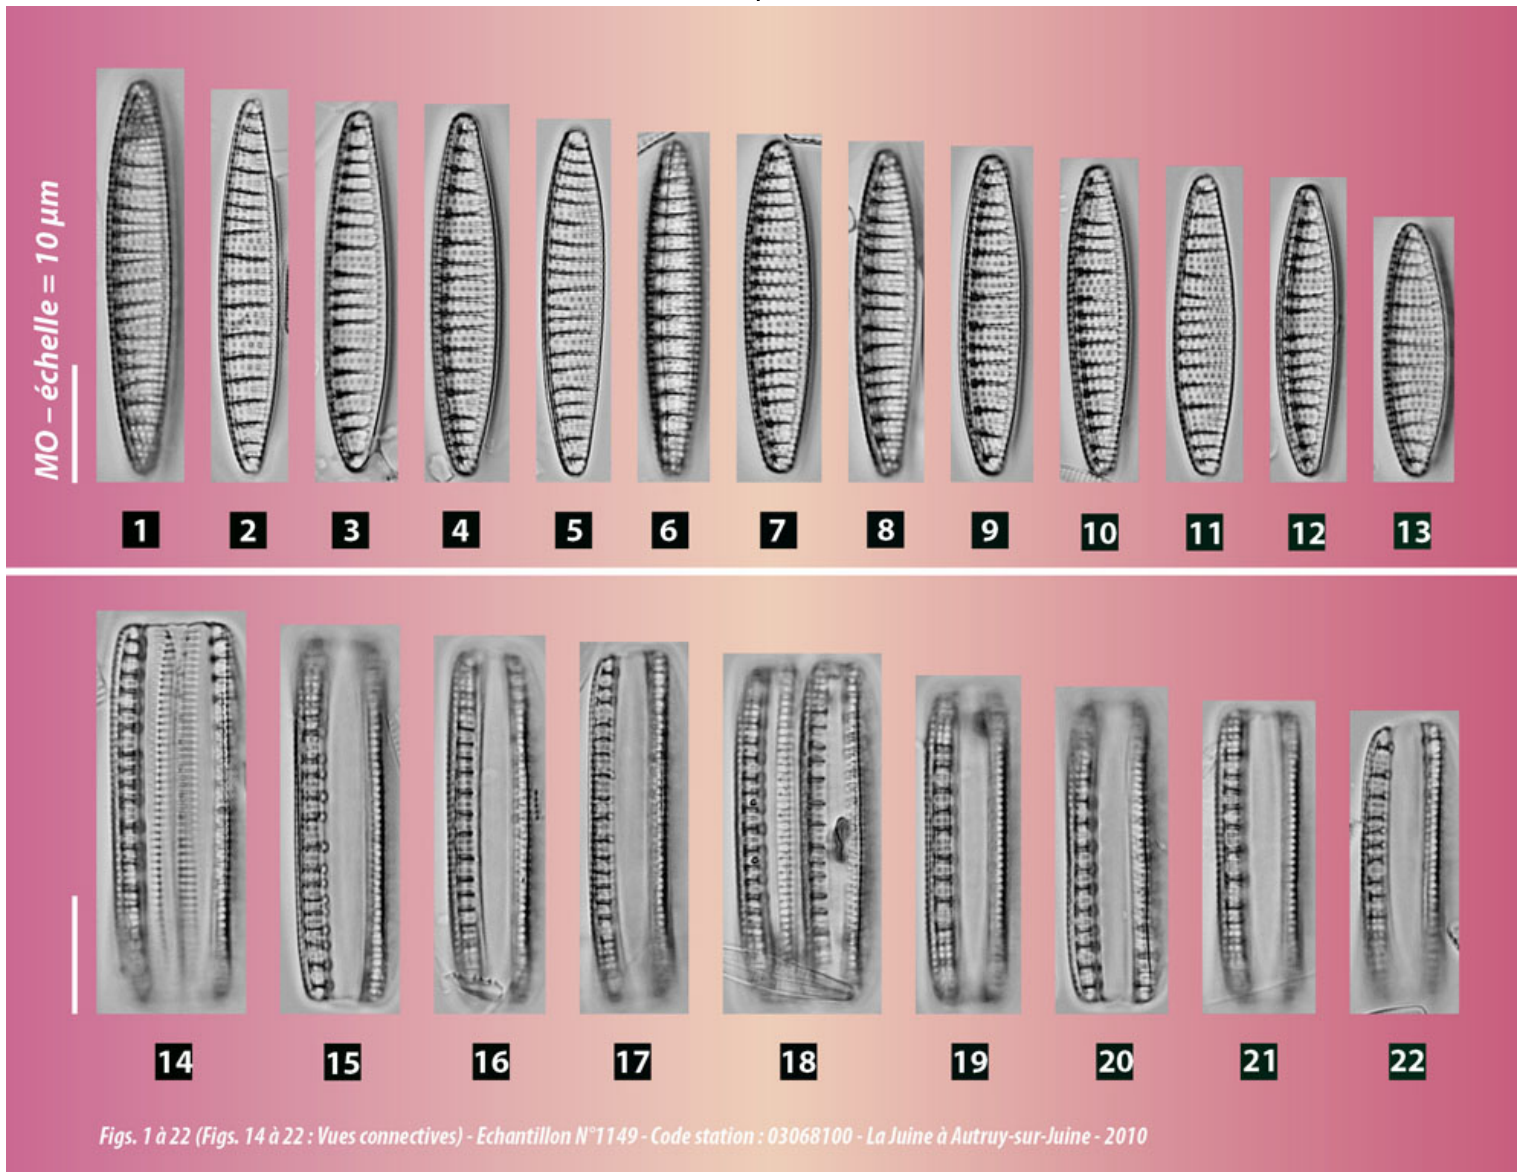 MO – échelle = 10 µm
1 2 3 4 5 6 7 8 9 10 11 12 13
14 15 16 17 18 19 20 21 22
Figs. 1 à 22 (Figs. 14 à 22 : Vues connectives) - Echantillon N°1149 - Code station : 03068100 - La Juine à Autruy-sur-Juine - 2010